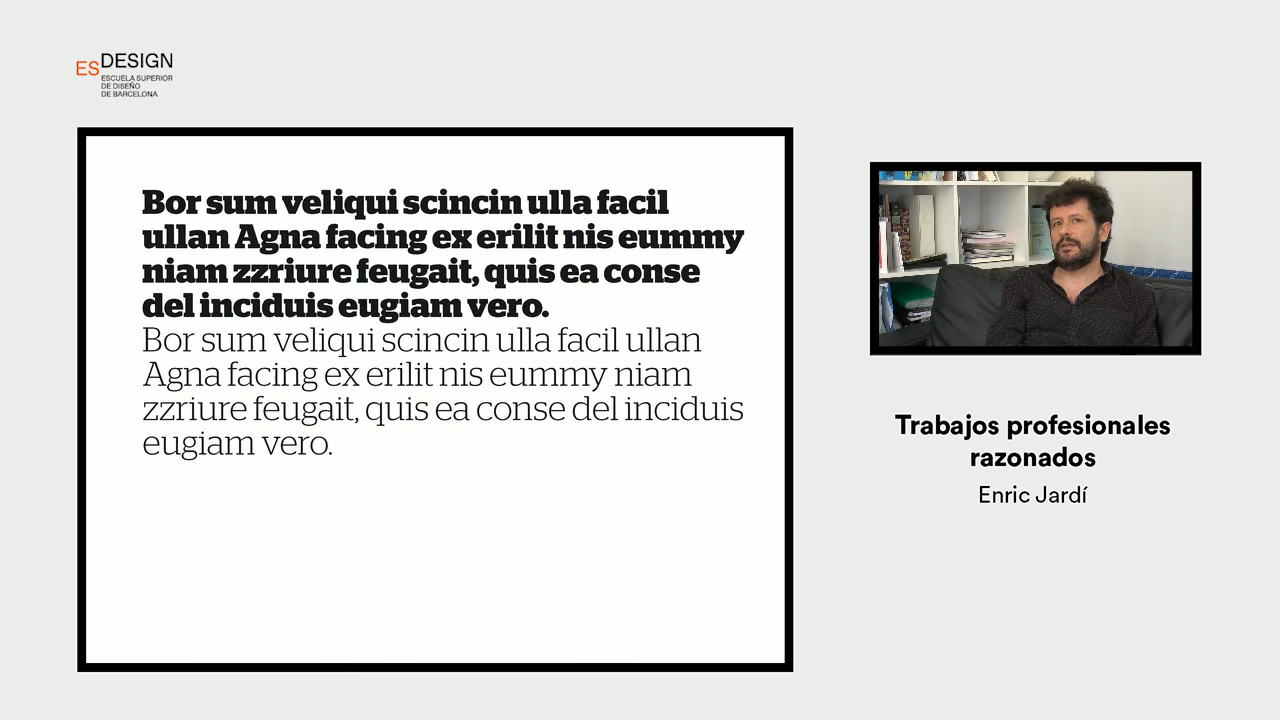 ESDESIGN
ESCUELA SUPERIOR
DE DISEÑO
DE BARCELONA
Bor sum veliqui scincin ulla facil
ullan Agna facing ex erilit nis eummy
niam zzriure feugait, quis ea conse
del inciduis eugiam vero.
Bor sum veliqui scincin ulla facil ullan
Agna facing ex erilit nis eummy niam
zzriure feugait, quis ea conse del inciduis
eugiam vero.
Trabajos profesionales
razonados
Enric Jardí